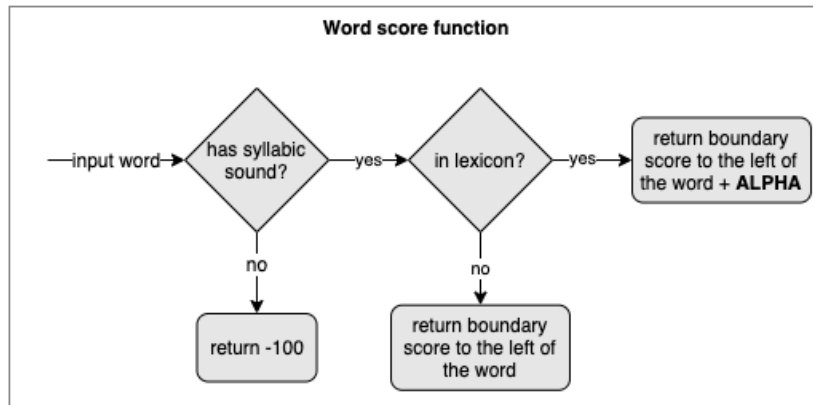 Word score function
input word
has syllabic
sound?
yes
in lexicon?
yes
return boundary
score to the left of
the word + ALPHA
no
return -100
no
return boundary
score to the left of
the word